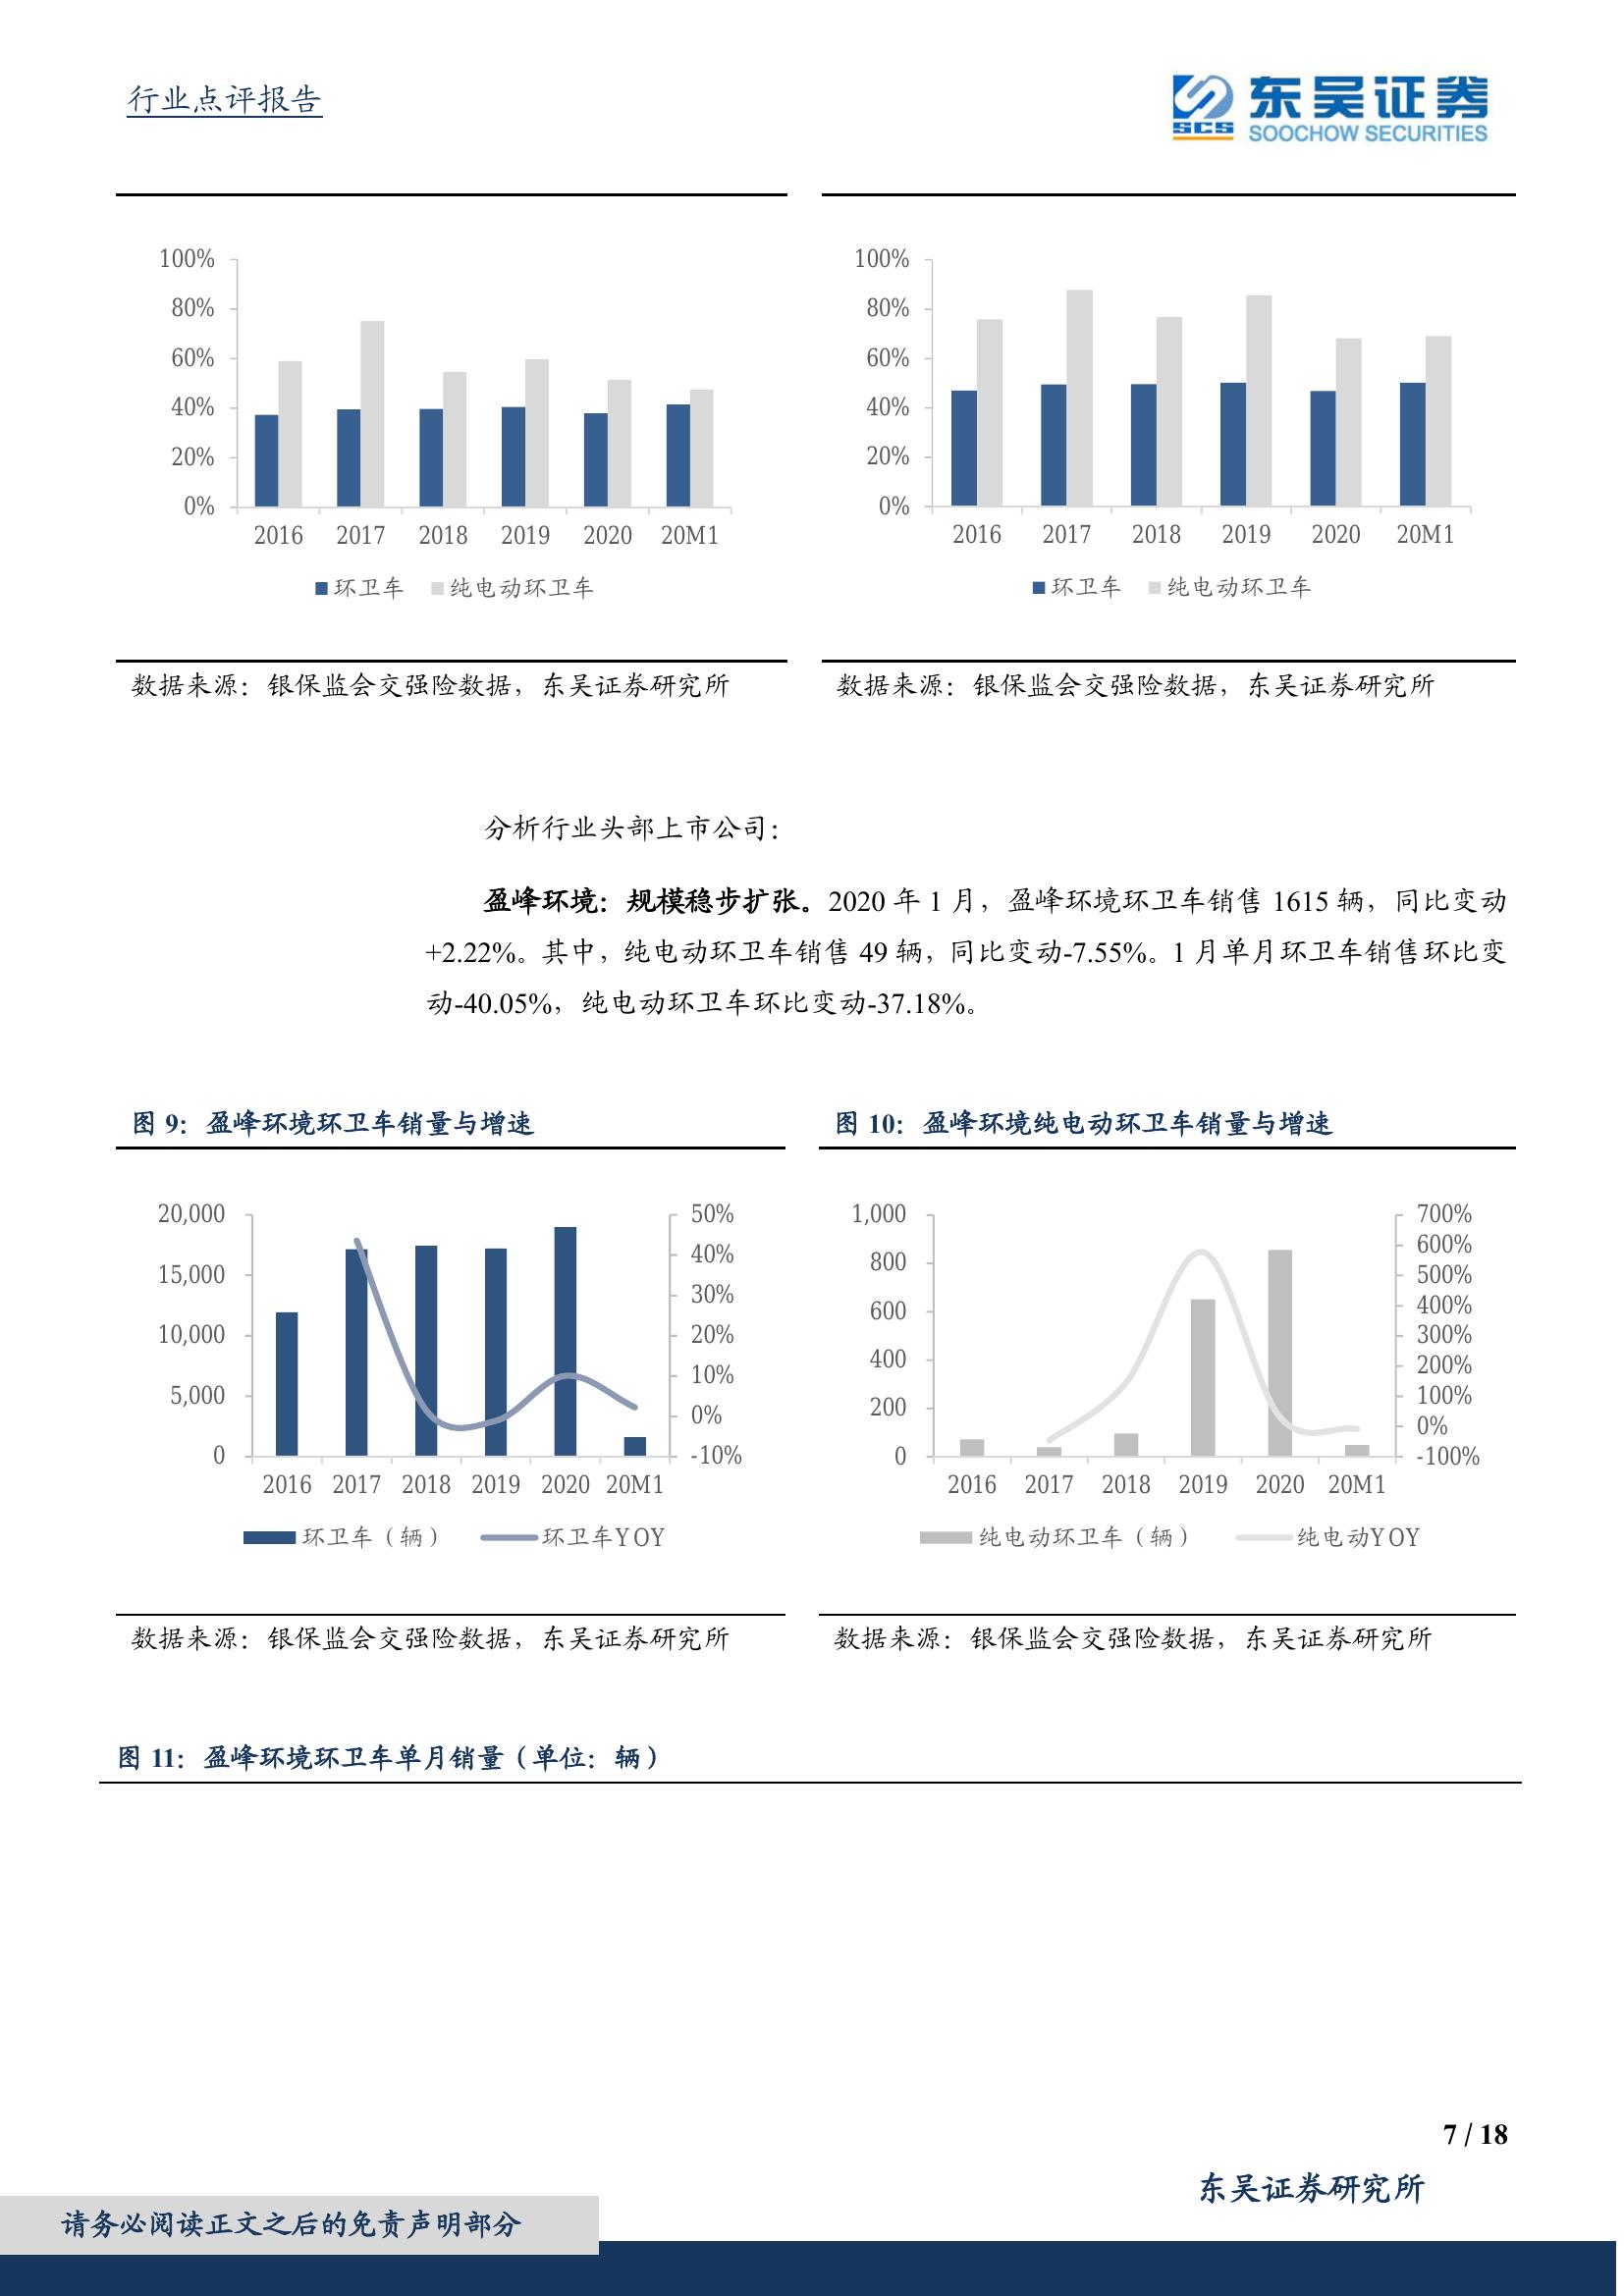 行业点评报告
SCS 东吴证券
SOOCHOW SECURITIES
100%
80%
60%
40%
20%
0%
2016 2017 2018 2019 2020 20M1
环卫车 纯电动环卫车
100%
80%
60%
40%
20%
0%
2016 2017 2018 2019 2020 20M1
环卫车 纯电动环卫车
数据来源：银保监会交强险数据，东吴证券研究所
数据来源：银保监会交强险数据，东吴证券研究所
分析行业头部上市公司：
盈峰环境：规模稳步扩张。2020 年 1 月，盈峰环境环卫车销售 1615 辆，同比变动
+2.22%。其中，纯电动环卫车销售 49 辆，同比变动-7.55%。1 月单月环卫车销售环比变
动-40.05%，纯电动环卫车环比变动-37.18%。
图 9：盈峰环境环卫车销量与增速
20,000
15,000
10,000
5,000
0
50%
40%
30%
20%
10%
0%
-10%
2016 2017 2018 2019 2020 20M1
环卫车（辆） 环卫车YOY
图 10：盈峰环境纯电动环卫车销量与增速
1,000
800
600
400
200
0
700%
600%
500%
400%
300%
200%
100%
0%
-100%
2016 2017 2018 2019 2020 20M1
纯电动环卫车（辆） 纯电动YOY
数据来源：银保监会交强险数据，东吴证券研究所
数据来源：银保监会交强险数据，东吴证券研究所
图 11：盈峰环境环卫车单月销量（单位：辆）
7 / 18
东吴证券研究所
请务必阅读正文之后的免责声明部分